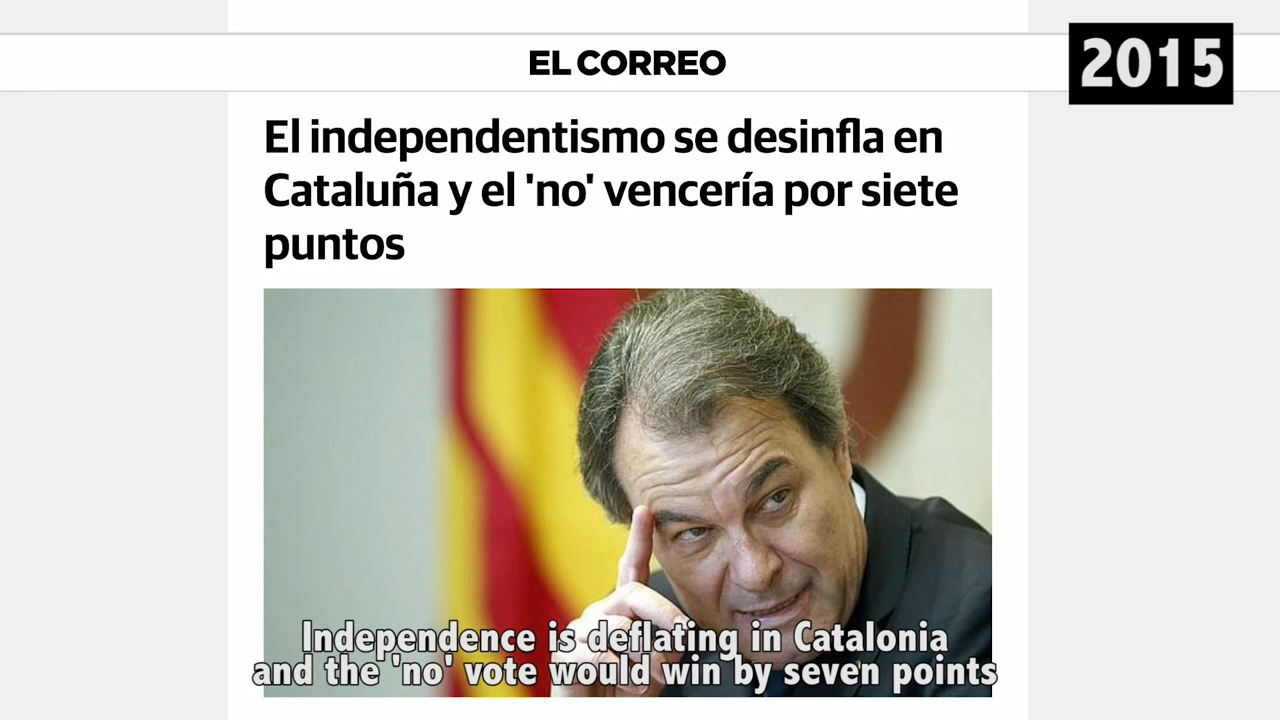 EL CORREO
2015
El independentismo se desinfla en
Cataluña y el 'no' vencería por siete
puntos
Independence is deflating in Catalonia
and the 'no' vote would win by seven points